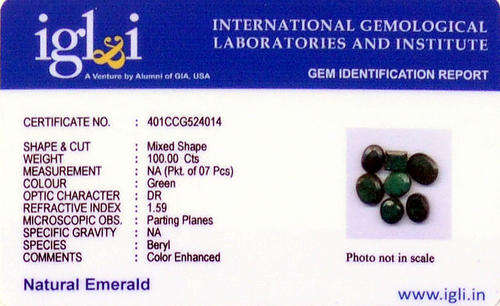 igl&i
A Venture by Alumni of GIA, USA
INTERNATIONAL GEMOLOGICAL
LABORATORIES AND INSTITUTE
GEM IDENTIFICATION REPORT
CERTIFICATE NO. : 401CCG524014
SHAPE & CUT : Mixed Shape
WEIGHT : 100.00 Cts
MEASUREMENT : NA (Pkt. of 07 Pcs)
COLOUR : Green
OPTIC CHARACTER : DR
REFRACTIVE INDEX : 1.59
MICROSCOPIC OBS. : Parting Planes
SPECIFIC GRAVITY : NA
SPECIES : Beryl
COMMENTS : Color Enhanced
Photo not in scale
Natural Emerald
www.igli.in